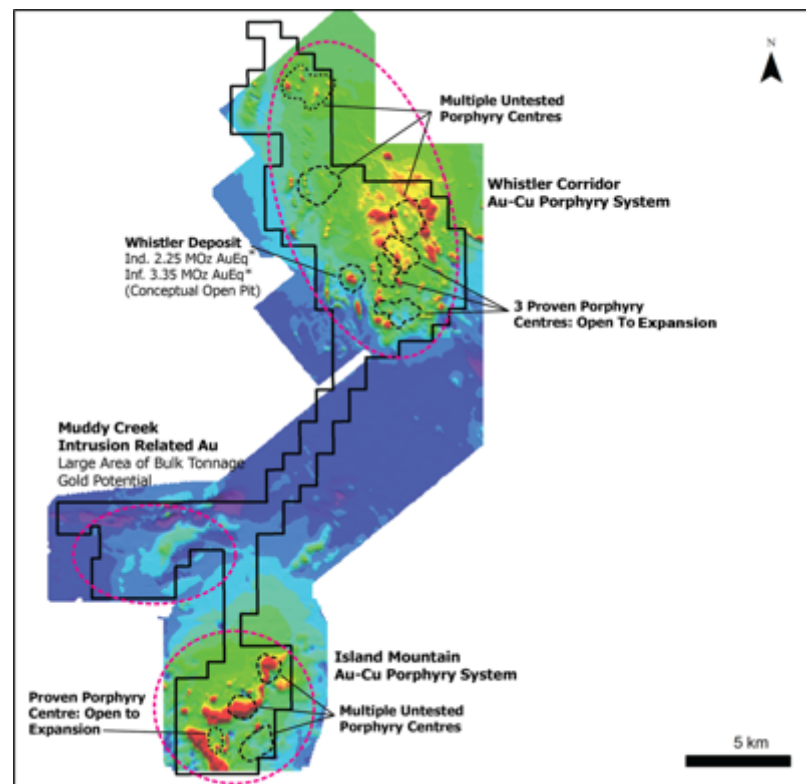 N
Multiple Untested
Porphyry Centres
Whistler Corridor
Au-Cu Porphyry System
Whistler Deposit
Ind. 2.25 MOz AuEq*
Inf. 3.35 MOz AuEq*
(Conceptual Open Pit)
3 Proven Porphyry
Centres: Open To Expansion
Muddy Creek
Intrusion Related Au
Large Area of Bulk Tonnage
Gold Potential
Island Mountain
Au-Cu Porphyry System
Proven Porphyry
Centre: Open to
Expansion
Multiple Untested
Porphyry Centres
5 km